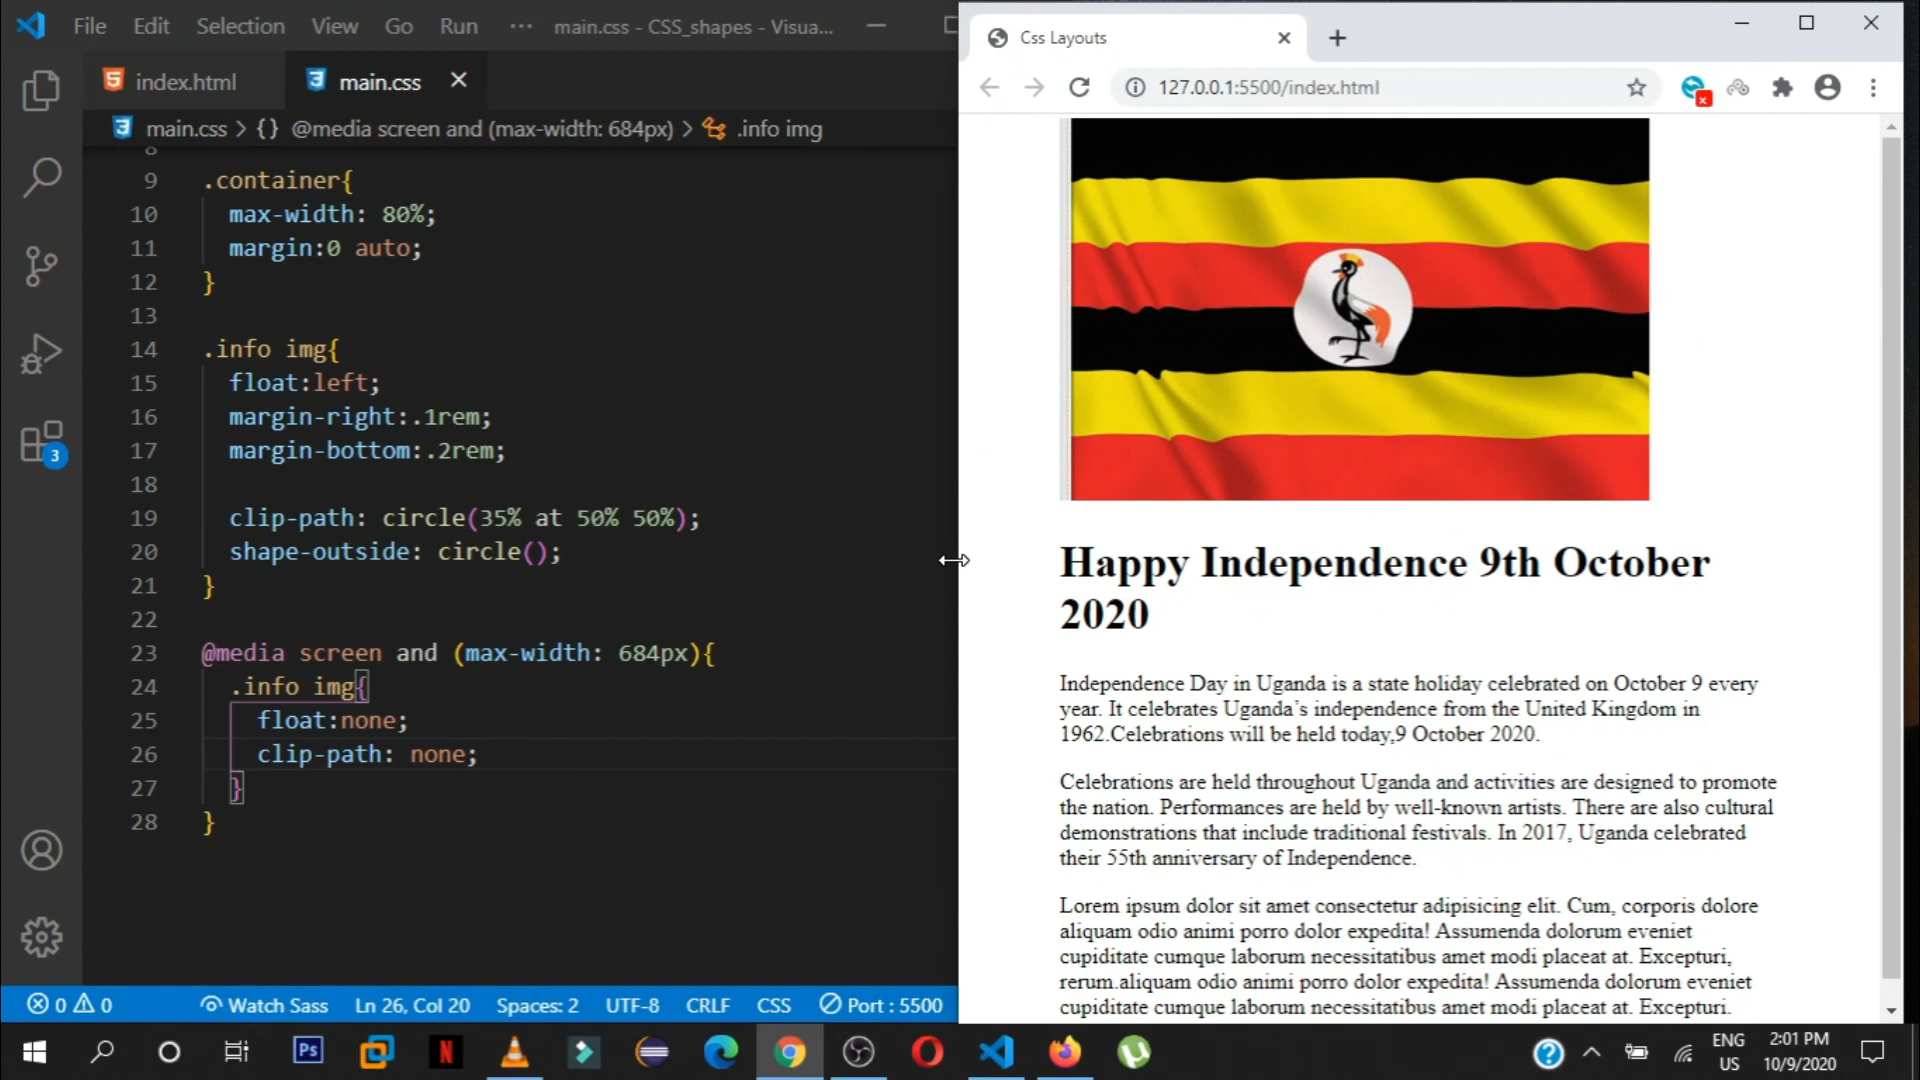 File Edit Selection View Go Run ··· main.css - CSS_shapes - Visua...
index.html main.css
main.css > {} @media screen and (max-width: 684px) > .info img
8
9 .container{
10 max-width: 80%;
11 margin:0 auto;
12 }
13
14 .info img{
15 float:left;
16 margin-right:.1rem;
17 margin-bottom:.2rem;
18
19 clip-path: circle(35% at 50% 50%);
20 shape-outside: circle();
21 }
22
23 @media screen and (max-width: 684px){
24 .info img{
25 float:none;
26 clip-path: none;
27 }
28 }
3
0 0 Watch Sass Ln 26, Col 20 Spaces: 2 UTF-8 CRLF CSS Port : 5500
Css Layouts
127.0.0.1:5500/index.html
Happy Independence 9th October
2020
Independence Day in Uganda is a state holiday celebrated on October 9 every
year. It celebrates Uganda’s independence from the United Kingdom in
1962.Celebrations will be held today,9 October 2020.
Celebrations are held throughout Uganda and activities are designed to promote
the nation. Performances are held by well-known artists. There are also cultural
demonstrations that include traditional festivals. In 2017, Uganda celebrated
their 55th anniversary of Independence.
Lorem ipsum dolor sit amet consectetur adipisicing elit. Cum, corporis dolore
aliquam odio animi porro dolor expedita! Assumenda dolorum eveniet
cupiditate cumque laborum necessitatibus amet modi placeat at. Excepturi,
rerum.aliquam odio animi porro dolor expedita! Assumenda dolorum eveniet
cupiditate cumque laborum necessitatibus amet modi placeat at. Excepturi.
Ps
N
ENG
US
2:01 PM
10/9/2020